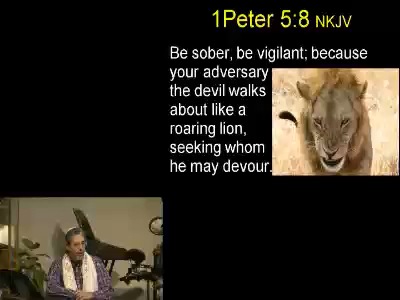 1Peter 5:8 NKJV
Be sober, be vigilant; because
your adversary
the devil walks
about like a
roaring lion,
seeking whom
he may devour.